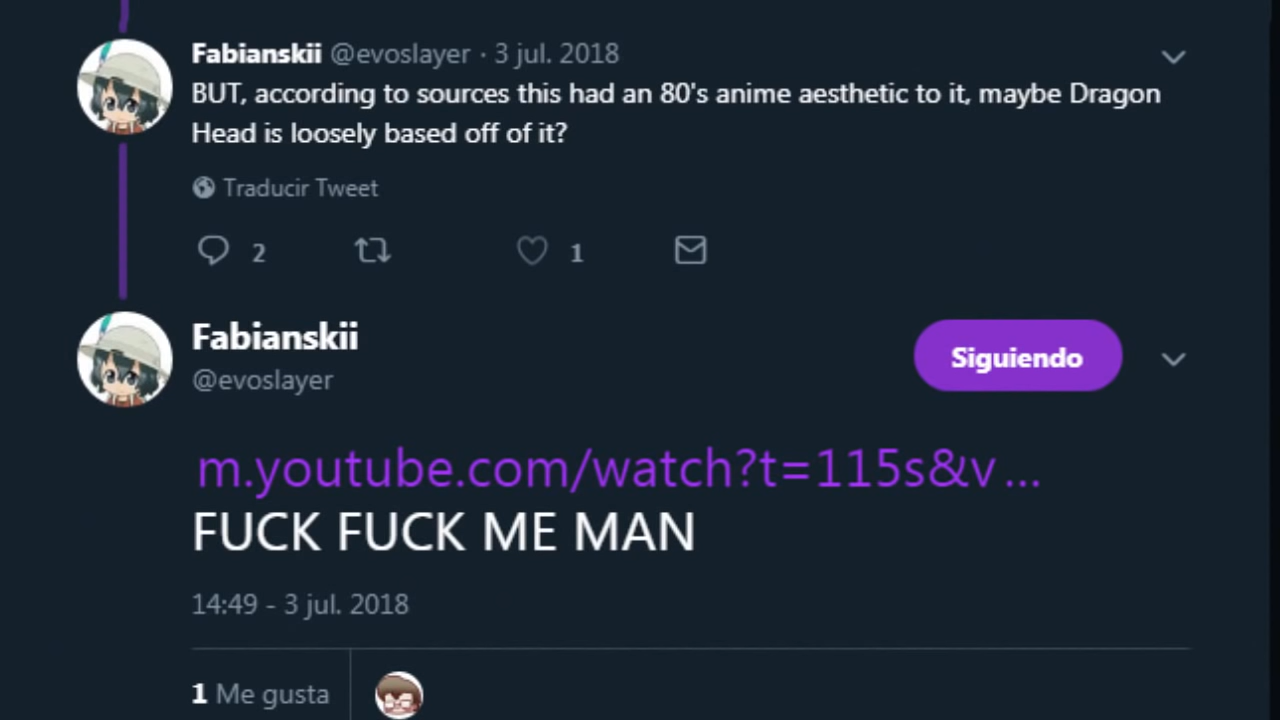 Fabianskii @evoslayer · 3 jul. 2018
BUT, according to sources this had an 80's anime aesthetic to it, maybe Dragon
Head is loosely based off of it?
Traducir Tweet
2 1
Fabianskii
Siguiendo
@evoslayer
m.youtube.com/watch?t=115s&v...
FUCK FUCK ME MAN
14:49 - 3 jul. 2018
1 Me gusta